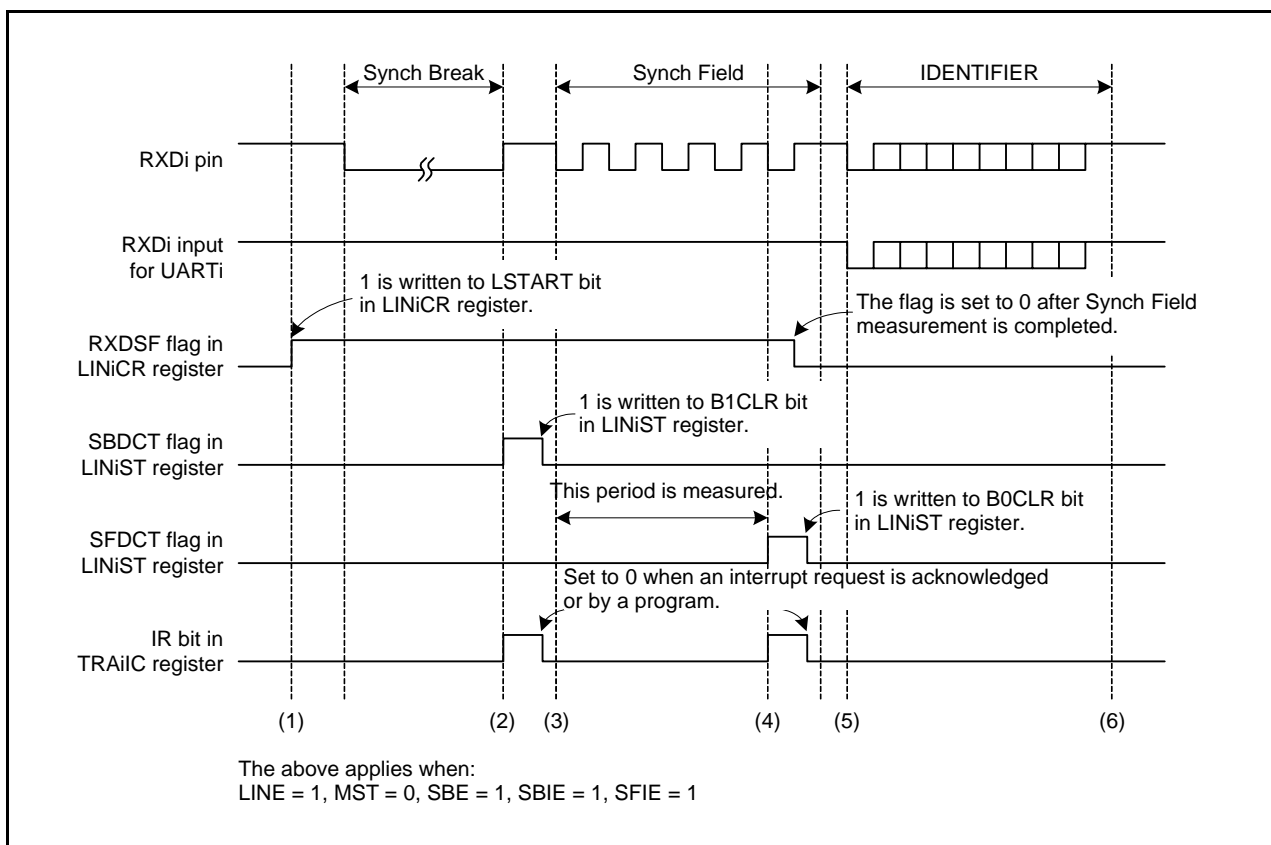 Synch Break
Synch Field
IDENTIFIER
RXDi pin
RXDi input
for UARTi
1 is written to LSTART bit
in LINiCR register.
The flag is set to 0 after Synch Field
measurement is completed.
RXDSF flag in
LINiCR register
1 is written to B1CLR bit
in LINiST register.
SBDCT flag in
LINiST register
This period is measured.
1 is written to B0CLR bit
in LINiST register.
SFDCT flag in
LINiST register
Set to 0 when an interrupt request is acknowledged
or by a program.
IR bit in
TRAiIC register
(1)
(2)
(3)
(4)
(5)
(6)
The above applies when:
LINE = 1, MST = 0, SBE = 1, SBIE = 1, SFIE = 1